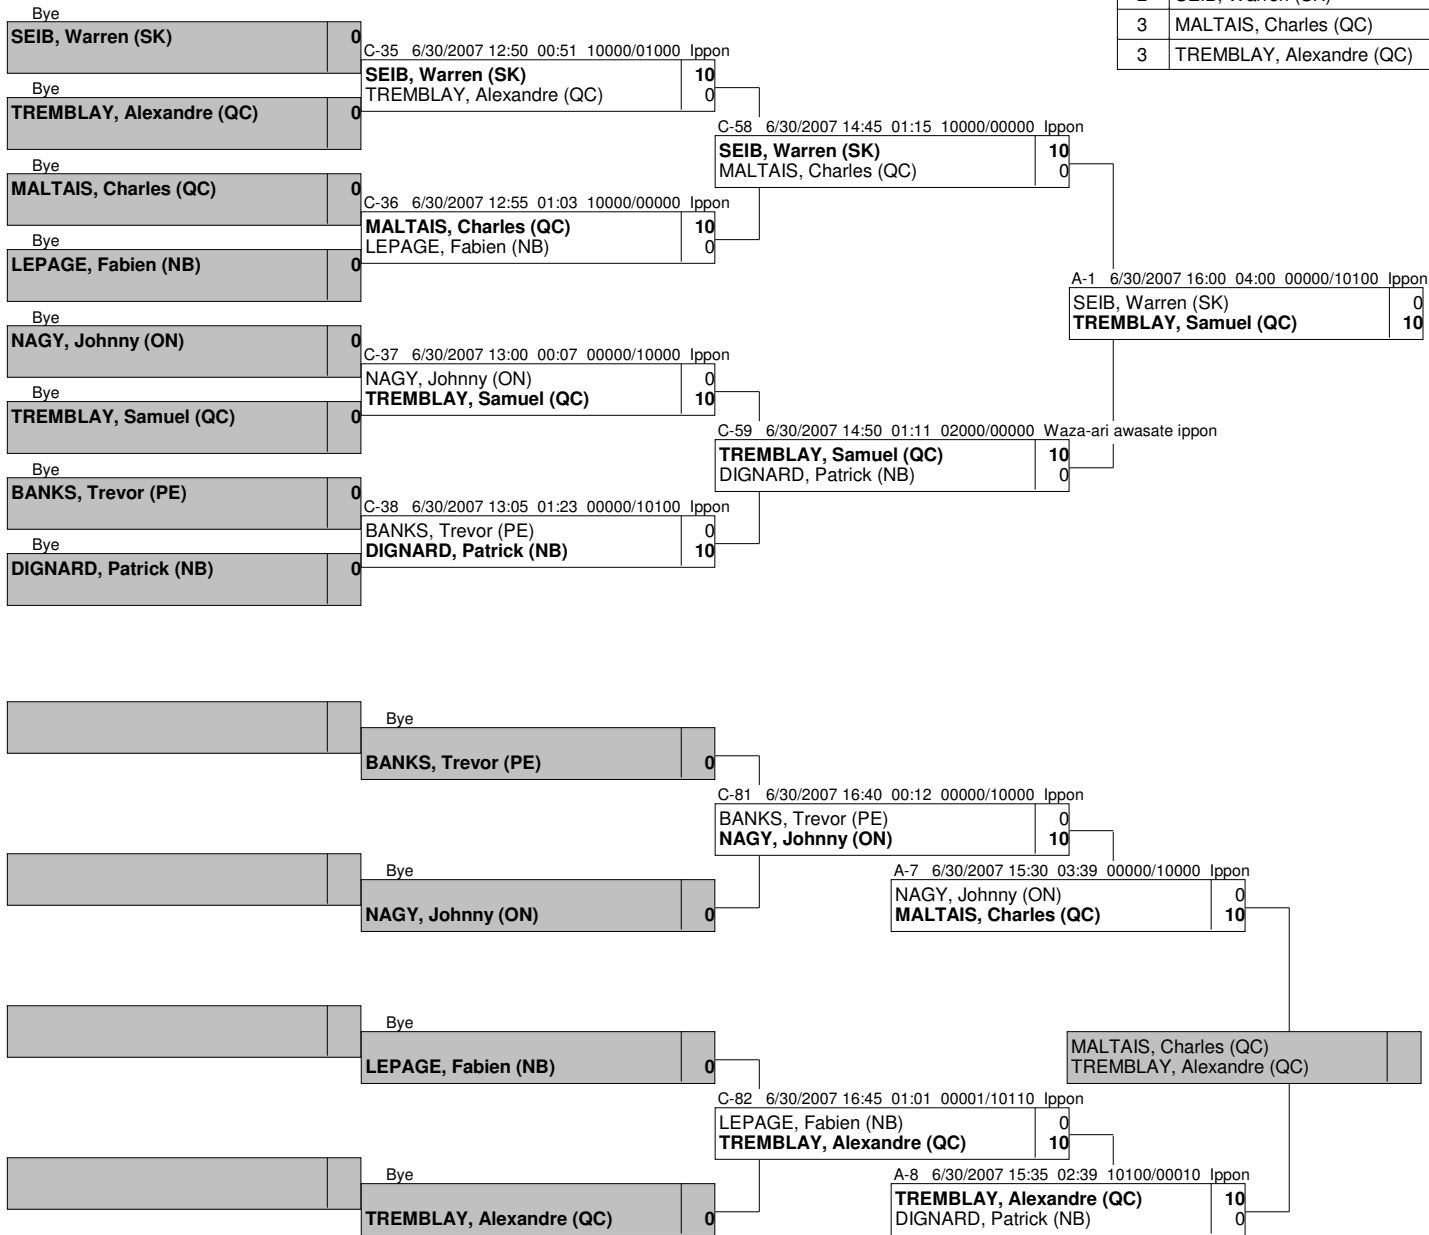 2 SEIB, Warren (SK)
3 MALTAIS, Charles (QC)
3 TREMBLAY, Alexandre (QC)
Bye
SEIB, Warren (SK) 0
Bye
TREMBLAY, Alexandre (QC) 0
Bye
MALTAIS, Charles (QC) 0
Bye
LEPAGE, Fabien (NB) 0
Bye
NAGY, Johnny (ON) 0
Bye
TREMBLAY, Samuel (QC) 0
Bye
BANKS, Trevor (PE) 0
Bye
DIGNARD, Patrick (NB) 0
C-35 6/30/2007 12:50 00:51 10000/01000 Ippon
SEIB, Warren (SK) 10
TREMBLAY, Alexandre (QC) 0
C-36 6/30/2007 12:55 01:03 10000/00000 Ippon
MALTAIS, Charles (QC) 10
LEPAGE, Fabien (NB) 0
C-37 6/30/2007 13:00 00:07 00000/10000 Ippon
NAGY, Johnny (ON) 0
TREMBLAY, Samuel (QC) 10
C-38 6/30/2007 13:05 01:23 00000/10100 Ippon
BANKS, Trevor (PE) 0
DIGNARD, Patrick (NB) 10
C-58 6/30/2007 14:45 01:15 10000/00000 Ippon
SEIB, Warren (SK) 10
MALTAIS, Charles (QC) 0
C-59 6/30/2007 14:50 01:11 02000/00000 Waza-ari awasate ippon
TREMBLAY, Samuel (QC) 10
DIGNARD, Patrick (NB) 0
A-1 6/30/2007 16:00 04:00 00000/10100 Ippon
SEIB, Warren (SK) 0
TREMBLAY, Samuel (QC) 10
Bye
BANKS, Trevor (PE) 0
Bye
NAGY, Johnny (ON) 0
Bye
LEPAGE, Fabien (NB) 0
Bye
TREMBLAY, Alexandre (QC) 0
C-81 6/30/2007 16:40 00:12 00000/10000 Ippon
BANKS, Trevor (PE) 0
NAGY, Johnny (ON) 10
C-82 6/30/2007 16:45 01:01 00001/10110 Ippon
LEPAGE, Fabien (NB) 0
TREMBLAY, Alexandre (QC) 10
A-7 6/30/2007 15:30 03:39 00000/10000 Ippon
NAGY, Johnny (ON) 0
MALTAIS, Charles (QC) 10
A-8 6/30/2007 15:35 02:39 10100/00010 Ippon
TREMBLAY, Alexandre (QC) 10
DIGNARD, Patrick (NB) 0
MALTAIS, Charles (QC)
TREMBLAY, Alexandre (QC)